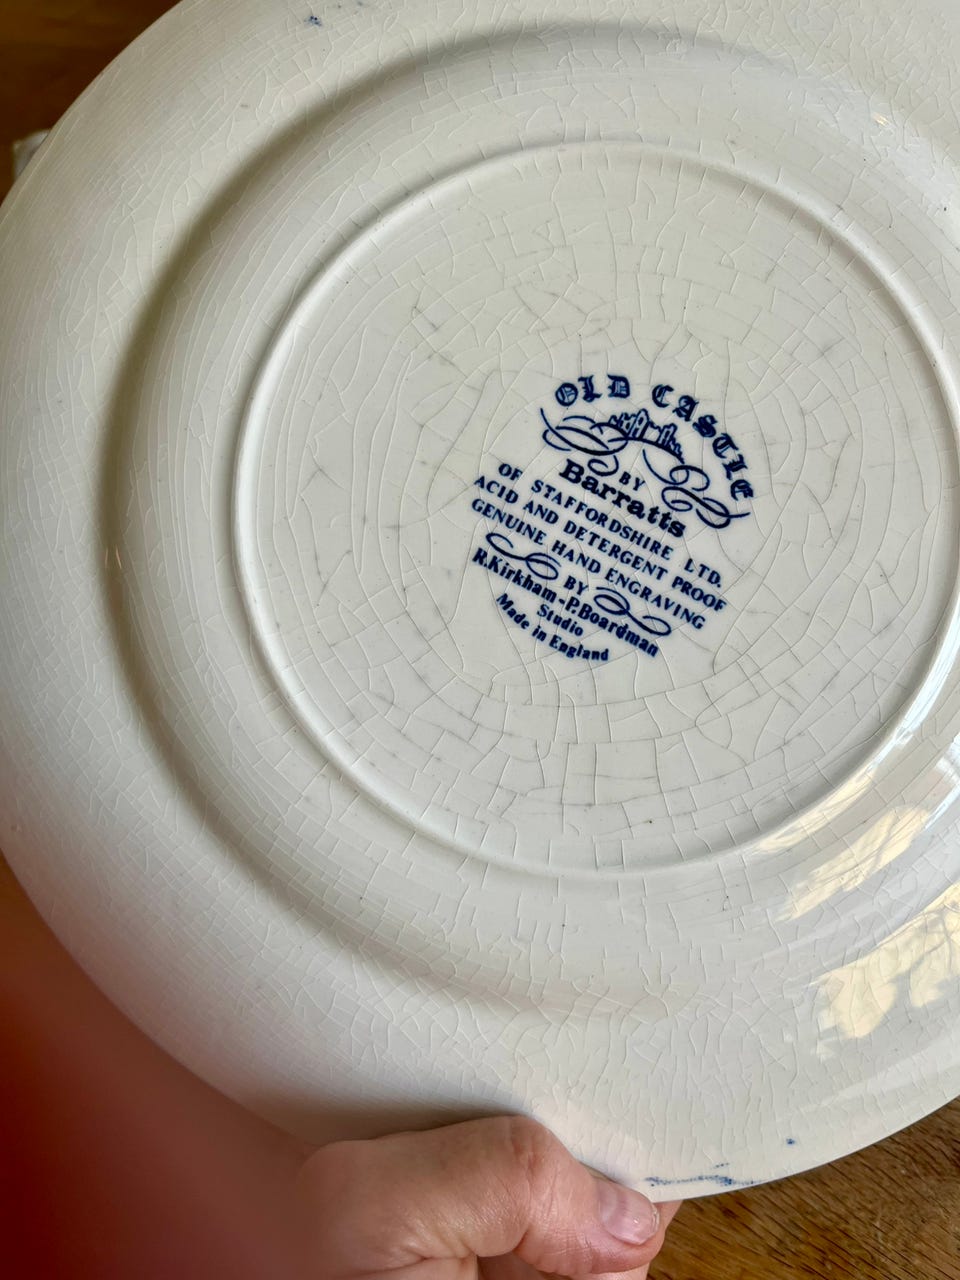 OLD CASTLE
BY
Barratts
OF STAFFORDSHIRE LTD.
ACID AND DETERGENT PROOF
GENUINE HAND ENGRAVING
BY
R.Kirkham-P.Boardman
Studio
Made in England